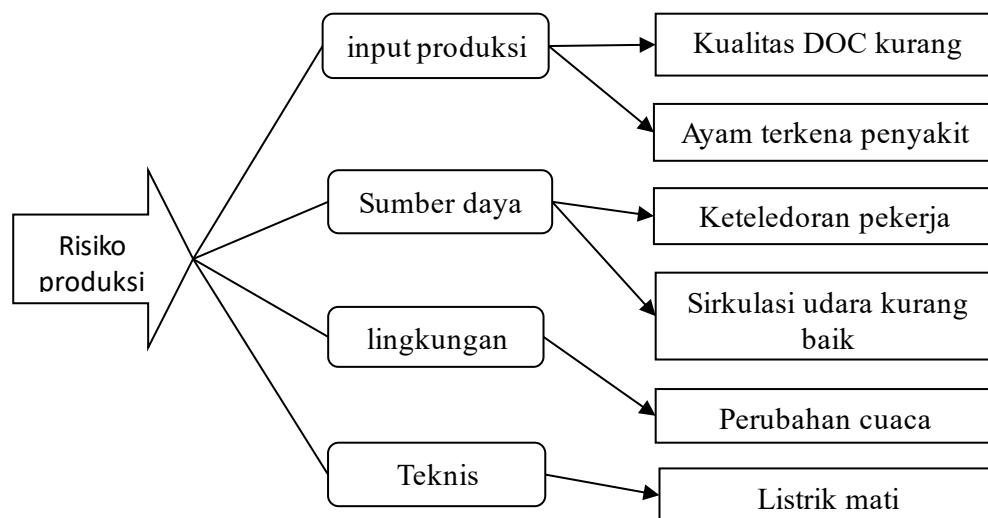 Risiko
produksi
input produksi
Kualitas DOC kurang
Ayam terkena penyakit
Sumber daya
Keteledoran pekerja
Sirkulasi udara kurang
baik
lingkungan
Perubahan cuaca
Teknis
Listrik mati